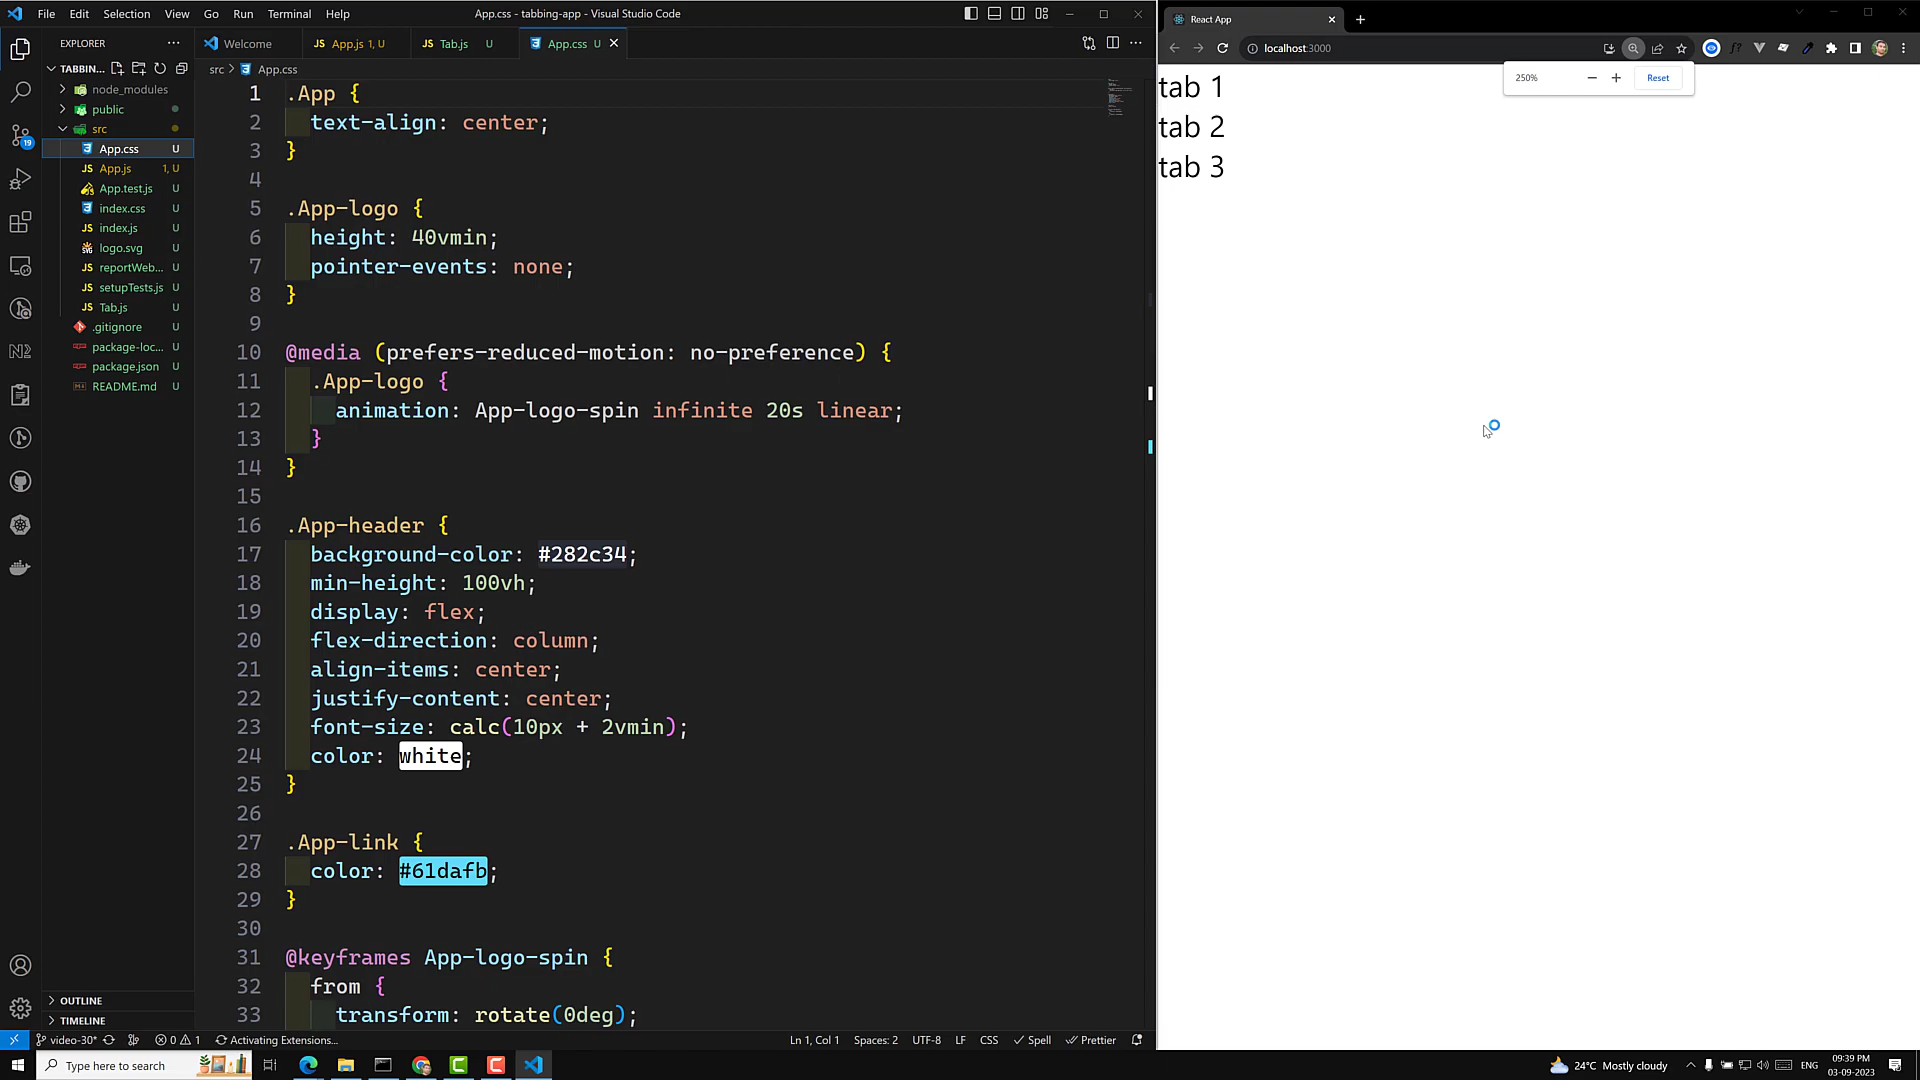 File Edit Selection View Go Run Terminal Help
App.css - tabbing-app - Visual Studio Code
EXPLORER
TABBIN...
node_modules
public
src
App.css U
App.js 1, U
App.test.js U
index.css U
index.js U
logo.svg U
reportWeb... U
setupTests.js U
Tab.js U
.gitignore U
package-loc... U
package.json U
README.md U
OUTLINE
TIMELINE
19
Welcome
App.js 1, U
Tab.js U
App.css U
src > App.css
1 .App {
2 text-align: center;
3 }
4
5 .App-logo {
6 height: 40vmin;
7 pointer-events: none;
8 }
9
10 @media (prefers-reduced-motion: no-preference) {
11 .App-logo {
12 animation: App-logo-spin infinite 20s linear;
13 }
14 }
15
16 .App-header {
17 background-color: #282c34;
18 min-height: 100vh;
19 display: flex;
20 flex-direction: column;
21 align-items: center;
22 justify-content: center;
23 font-size: calc(10px + 2vmin);
24 color: white;
25 }
26
27 .App-link {
28 color: #61dafb;
29 }
30
31 @keyframes App-logo-spin {
32 from {
33 transform: rotate(0deg);
video-30* 0 1 Activating Extensions...
Ln 1, Col 1 Spaces: 2 UTF-8 LF CSS Spell Prettier
React App
localhost:3000
250% Reset
tab 1
tab 2
tab 3
Type here to search
24°C Mostly cloudy
ENG
09:39 PM
03-09-2023